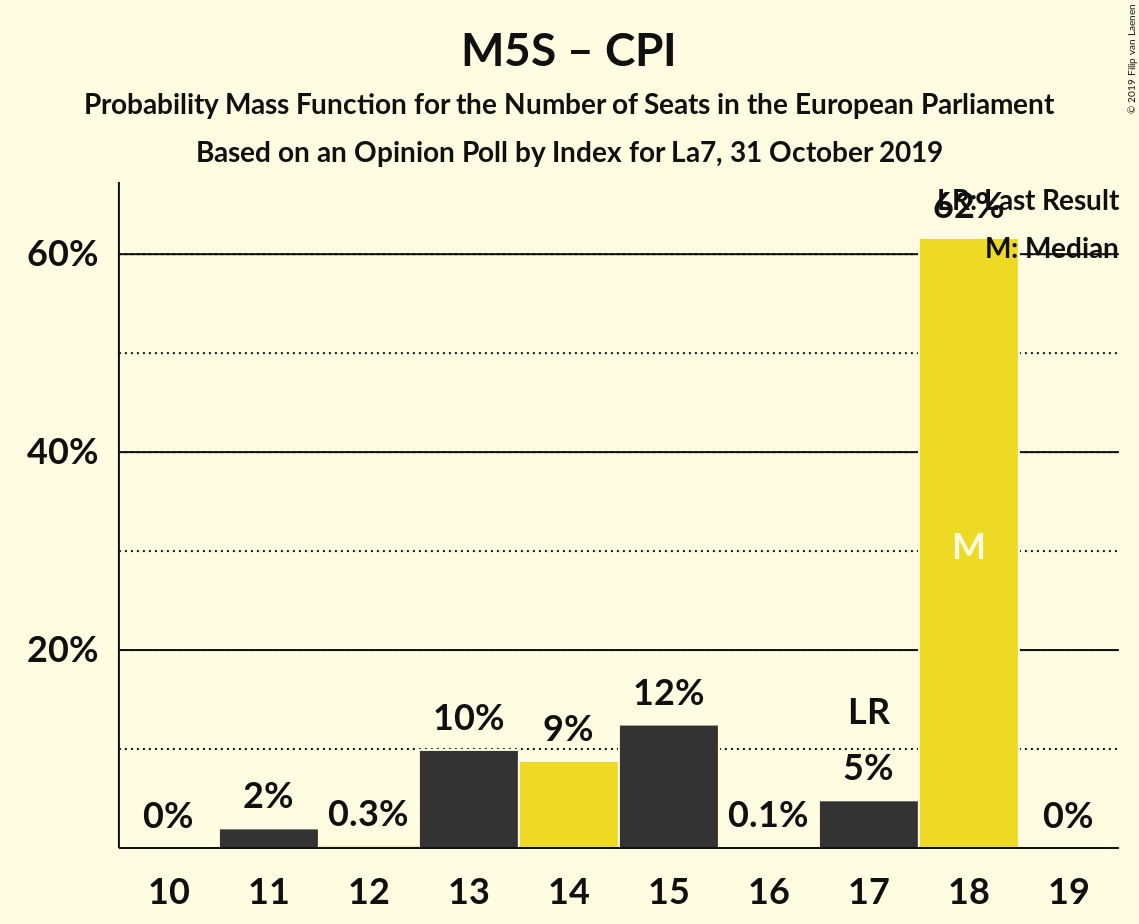 M5S – CPI
Probability Mass Function for the Number of Seats in the European Parliament
Based on an Opinion Poll by Index for La7, 31 October 2019
© 2019 Filip van Laenen
LR: Last Result
M: Median
60%
40%
20%
0%
2%
0.3%
10%
9%
12%
0.1%
LR
5%
62%
M
0%
10 11 12 13 14 15 16 17 18 19